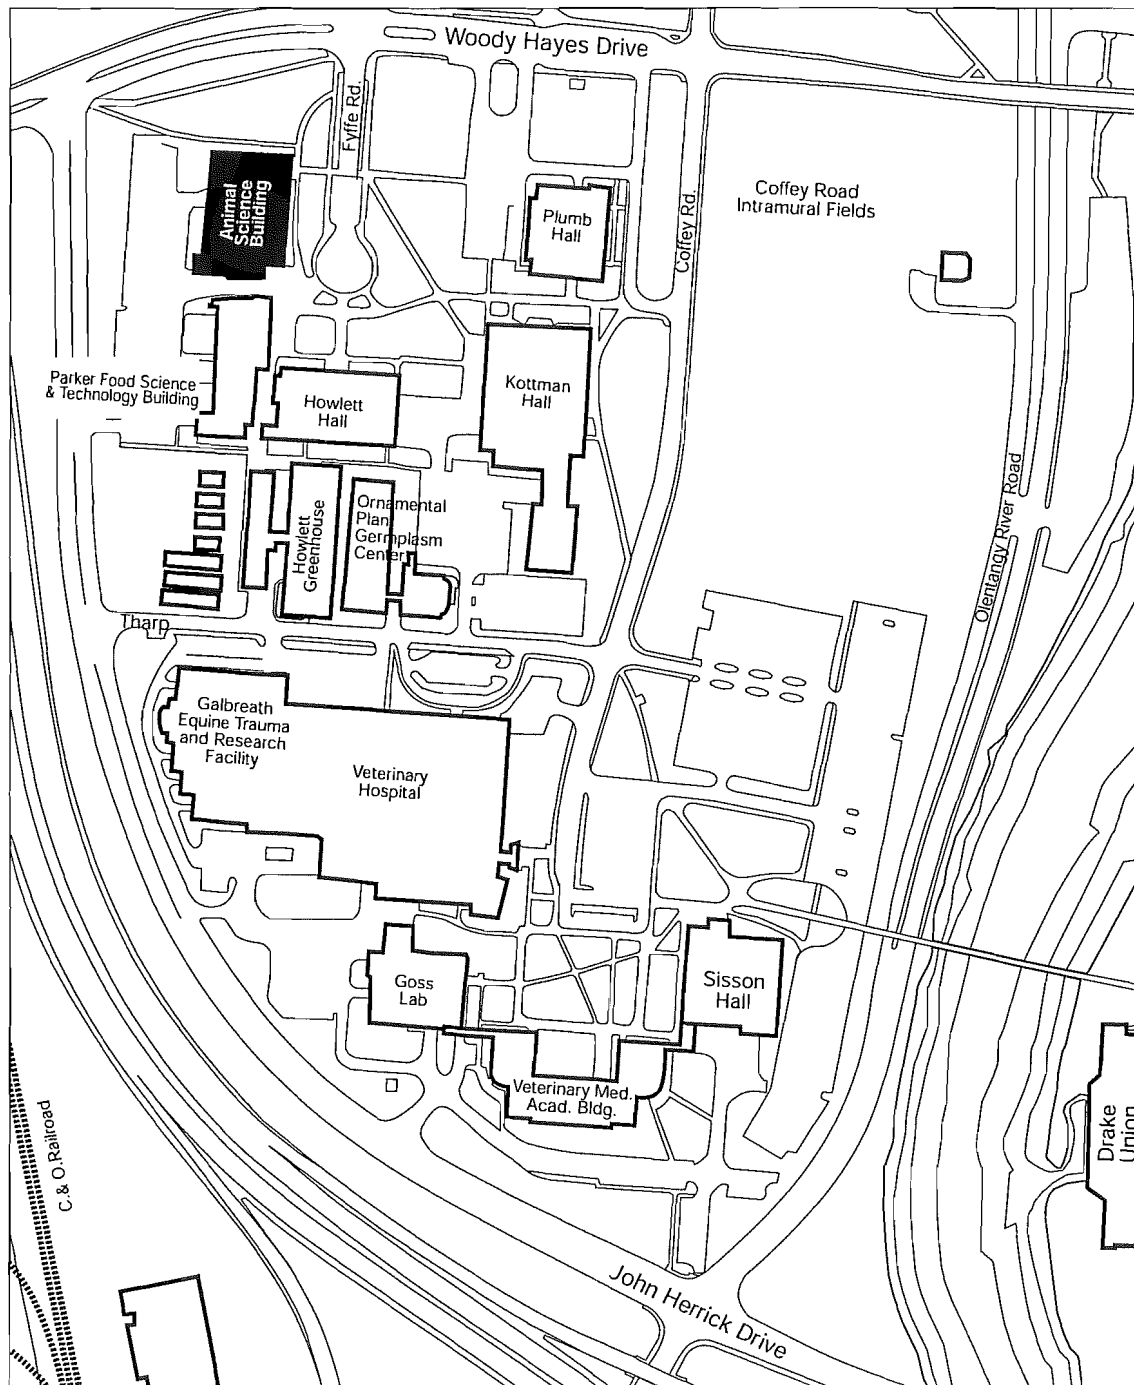 Woody Hayes Drive
Fyffe Rd.
Animal
Science
Building
Plumb
Hall
Coffey Rd.
Coffey Road
Intramural Fields
Parker Food Science
& Technology Building
Howlett
Hall
Kottman
Hall
Howlett
Greenhouse
Ornamental
Plan
Germplasm
Center
Olentangy River Road
Tharp
Galbreath
Equine Trauma
and Research
Facility
Veterinary
Hospital
Goss
Lab
Sisson
Hall
Veterinary Med.
Acad. Bldg.
Drake
Union
C.& O.Railroad
John Herrick Drive